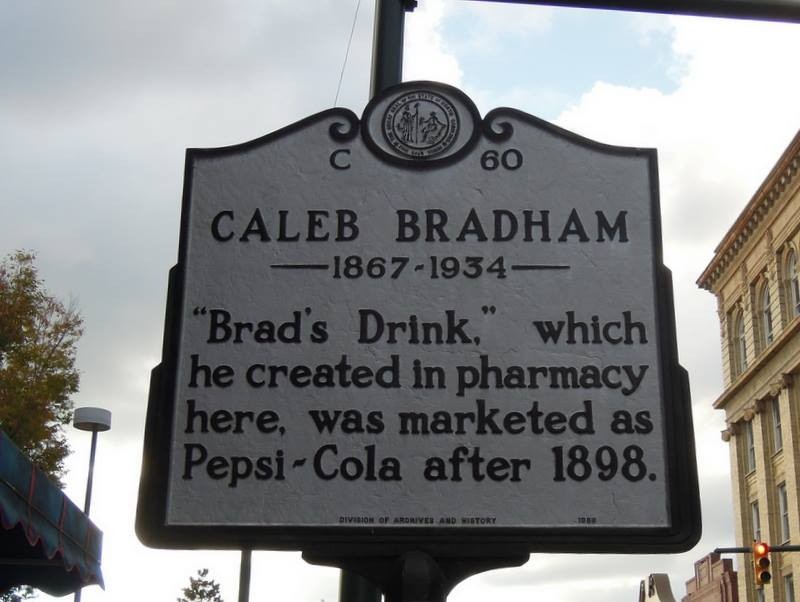 C 60
CALEB BRADHAM
1867-1934
"Brad's Drink," which
he created in pharmacy
here, was marketed as
Pepsi-Cola after 1898.
DIVISION OF ARCHIVES AND HISTORY